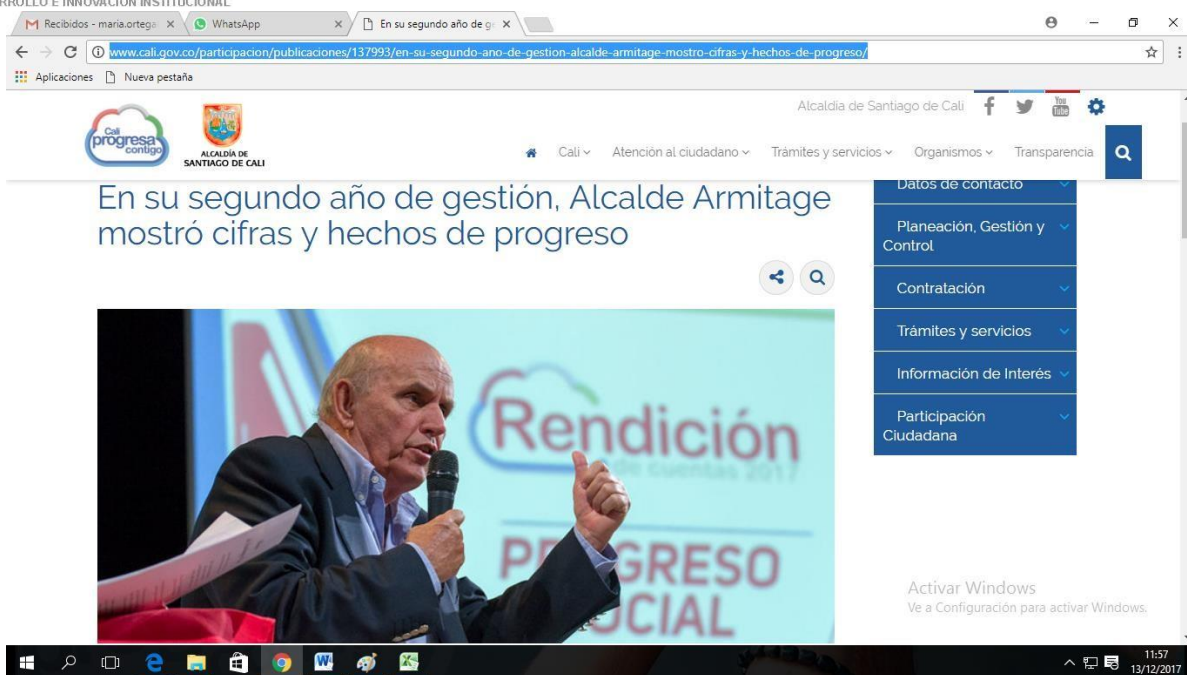 RROLLO E INNOVACIÓN INSTITUCIONAL
Recibidos - maria.ortega
WhatsApp
En su segundo año de g
www.cali.gov.co/participacion/publicaciones/137993/en-su-segundo-ano-de-gestion-alcalde-armitage-mostro-cifras-y-hechos-de-progreso/
Aplicaciones
Nueva pestaña
Cali
progresa
contigo
ALCALDÍA DE
SANTIAGO DE CALI
Alcaldía de Santiago de Cali
You
Tube
Cali
Atención al ciudadano
Trámites y servicios
Organismos
Transparencia
En su segundo año de gestión, Alcalde Armitage
mostró cifras y hechos de progreso
Datos de contacto
Planeación, Gestión y
Control
Contratación
Trámites y servicios
Información de Interés
Participación
Ciudadana
Rendición
de cuentas 2017
SOCIAL
Activar Windows
Ve a Configuración para activar Windows.
11:57
13/12/2017